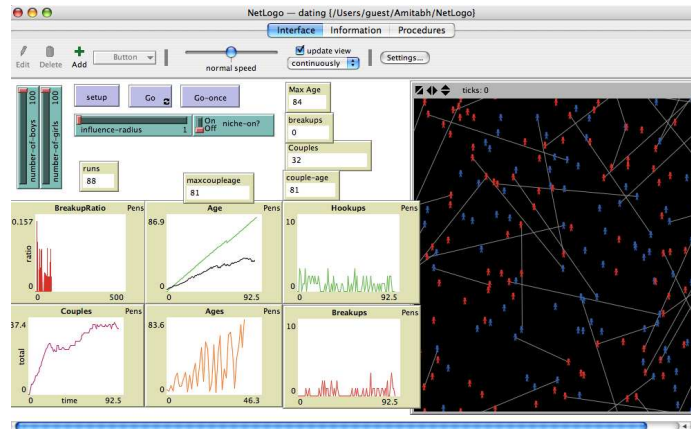 NetLogo — dating {/Users/guest/Amitabh/NetLogo}
Interface Information Procedures
Edit Delete Add Button normal speed update view continuously Settings...
number-of-boys 100
number-of-girls 100
setup Go Go-once
influence-radius 1 On Off niche-on?
Max Age
84
breakups
0
Couples
32
couple-age
81
runs
88
maxcoupleage
81
ticks: 0
BreakupRatio Pens
0.157
ratio
0
0 500
Age Pens
86.9
0
0 92.5
Hookups Pens
10
0
0 92.5
Couples Pens
37.4
total
0
0 time 92.5
Ages Pens
83.6
0
0 46.3
Breakups Pens
10
0
0 92.5